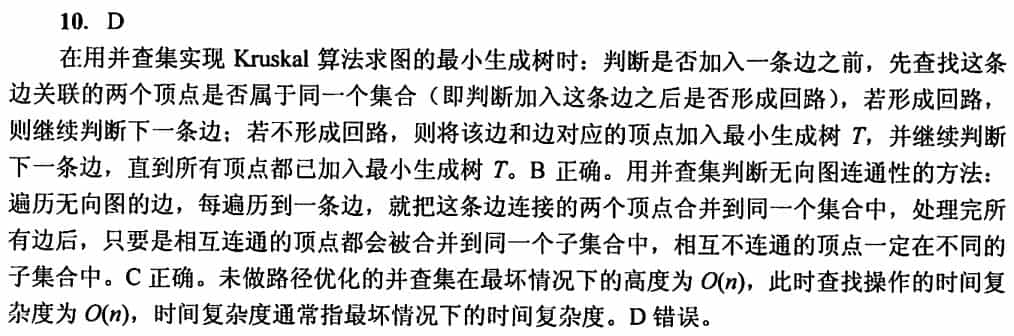 10. D
在用并查集实现 Kruskal 算法求图的最小生成树时：判断是否加入一条边之前，先查找这条
边关联的两个顶点是否属于同一个集合（即判断加入这条边之后是否形成回路），若形成回路，
则继续判断下一条边；若不形成回路，则将该边和边对应的顶点加入最小生成树 T，并继续判断
下一条边，直到所有顶点都已加入最小生成树 T。B 正确。用并查集判断无向图连通性的方法：
遍历无向图的边，每遍历到一条边，就把这条边连接的两个顶点合并到同一个集合中，处理完所
有边后，只要是相互连通的顶点都会被合并到同一个子集合中，相互不连通的顶点一定在不同的
子集合中。C 正确。未做路径优化的并查集在最坏情况下的高度为 O(n)，此时查找操作的时间复
杂度为 O(n)，时间复杂度通常指最坏情况下的时间复杂度。D 错误。